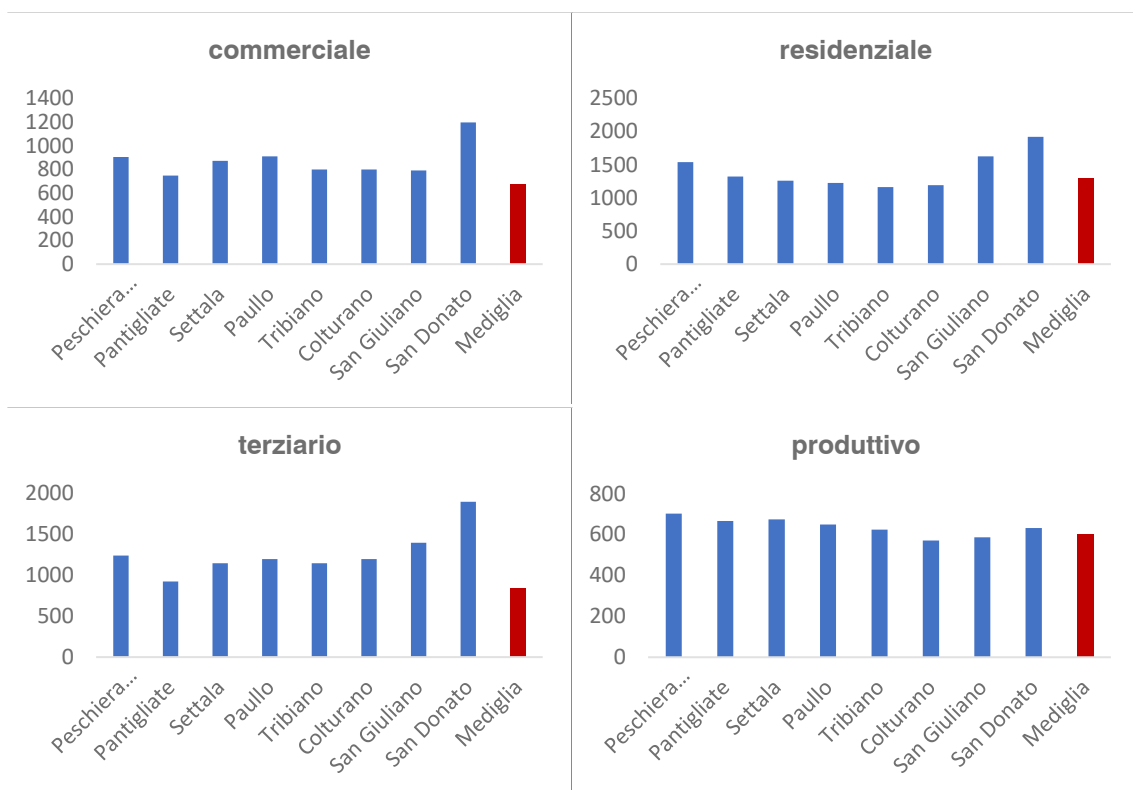 commerciale
1400
1200
1000
800
600
400
200
0
Peschiera...
Pantigliate
Settala
Paullo
Tribiano
Colturano
San Giuliano
San Donato
Mediglia
residenziale
2500
2000
1500
1000
500
0
Peschiera...
Pantigliate
Settala
Paullo
Tribiano
Colturano
San Giuliano
San Donato
Mediglia
terziario
2000
1500
1000
500
0
Peschiera...
Pantigliate
Settala
Paullo
Tribiano
Colturano
San Giuliano
San Donato
Mediglia
produttivo
800
600
400
200
0
Peschiera...
Pantigliate
Settala
Paullo
Tribiano
Colturano
San Giuliano
San Donato
Mediglia